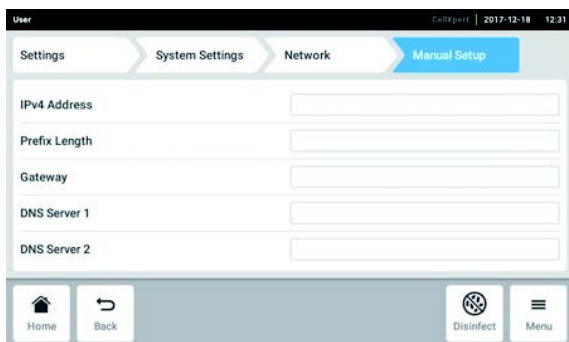 User CellXpert | 2017-12-18 12:31
Settings System Settings Network Manual Setup
IPv4 Address
Prefix Length
Gateway
DNS Server 1
DNS Server 2
Home Back Disinfect Menu